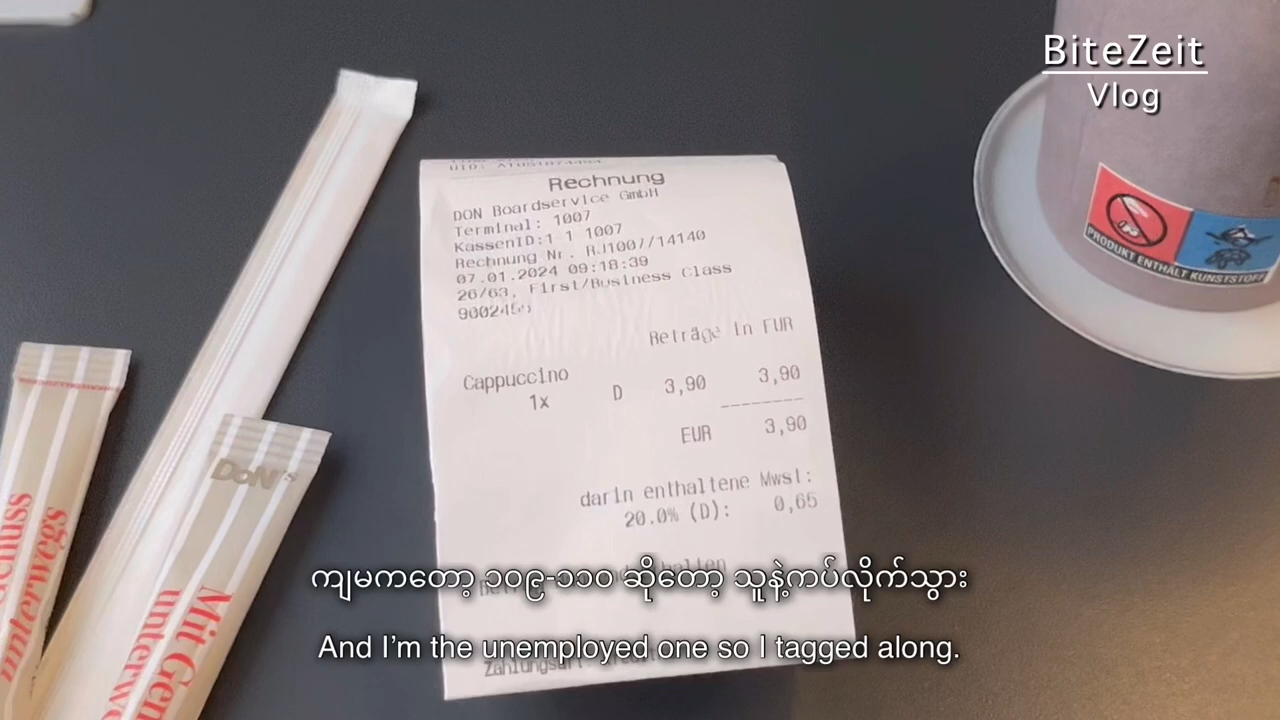 BiteZeit
Vlog
Rechnung
DON Boardservice GmbH
Terminal: 1007
KassenID:1 1 1007
Rechnung Nr. RJ1007/14140
07.01.2024 09:18:39
26/63, First/Business Class
Beträge in EUR
Cappuccino
1x D 3,90 3,90
EUR 3,90
darin enthaltene Mwst:
20.0% (D): 0,65
PRODUKT ENTHÄLT KUNSTSTOFF
DON's
Mit Gen
unterwe
unterwegs
ကျမကတော့ ၁၀၉-၁၁၀ ဆိုတော့ သူနဲ့ကပ်လိုက်သွား
And I'm the unemployed one so I tagged along.